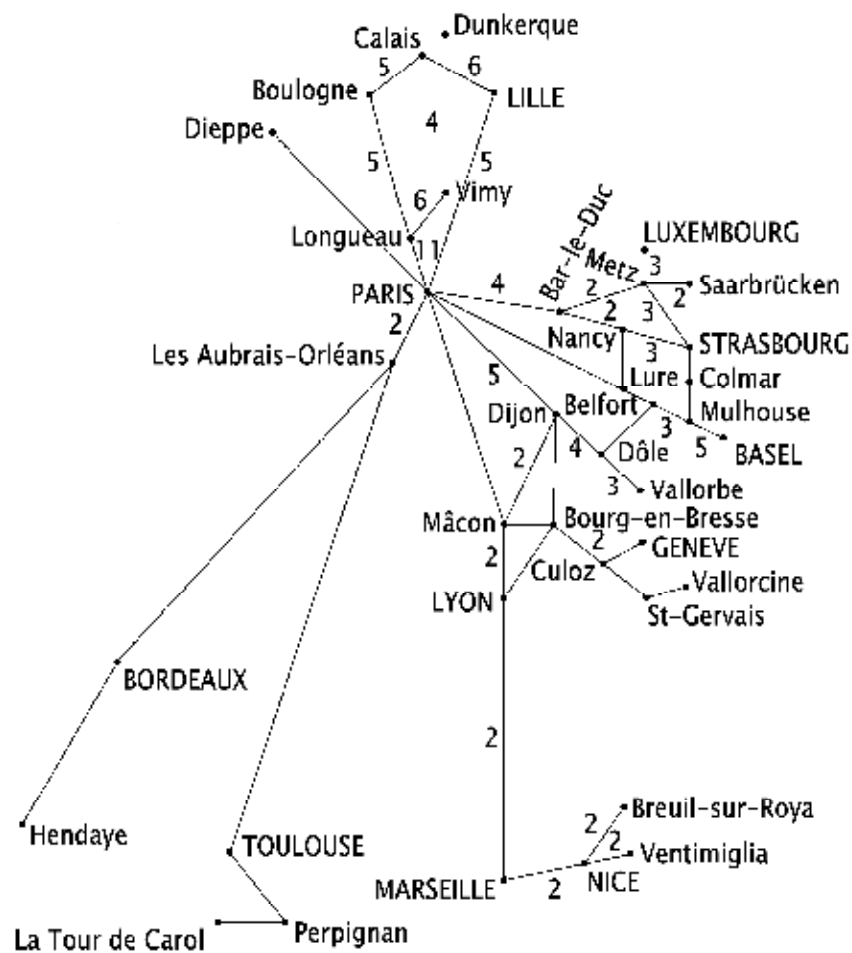 Dunkerque
Calais
5
6
Boulogne
LILLE
Dieppe
4
5
5
6
Vimy
Longueau
11
Bar-le-Duc
LUXEMBOURG
Metz
3
PARIS
4
2
2
Saarbrücken
2
3
2
Nancy
3
STRASBOURG
Les Aubrais-Orléans
5
Lure
Colmar
Dijon
Belfort
3
Mulhouse
2
4
Dôle
5
BASEL
3
Vallorbe
Mâcon
Bourg-en-Bresse
2
GENEVE
2
Culoz
Vallorcine
LYON
St-Gervais
BORDEAUX
2
Breuil-sur-Roya
2
2
Hendaye
TOULOUSE
Ventimiglia
MARSEILLE
2
NICE
La Tour de Carol
Perpignan